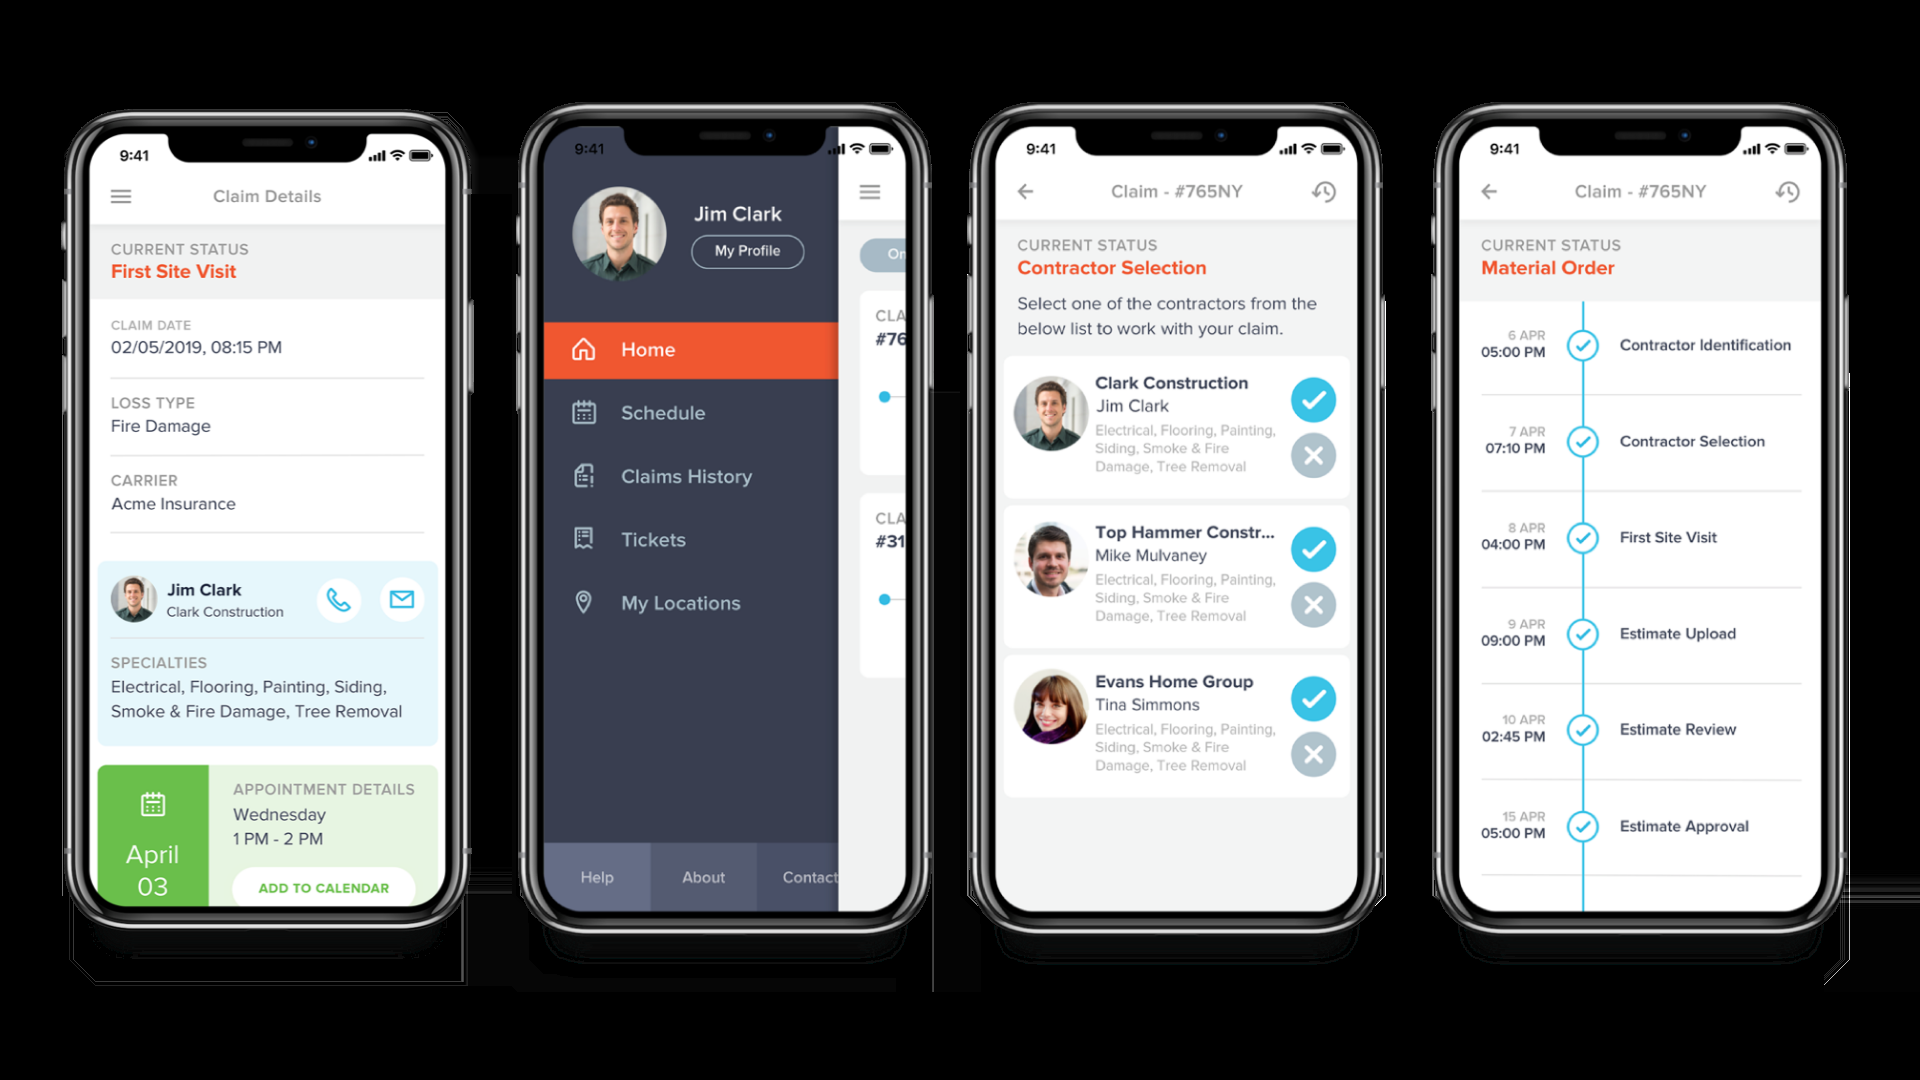 9:41
Claim Details
CURRENT STATUS
First Site Visit
CLAIM DATE
02/05/2019, 08:15 PM
LOSS TYPE
Fire Damage
CARRIER
Acme Insurance
Jim Clark
Clark Construction
SPECIALTIES
Electrical, Flooring, Painting, Siding,
Smoke & Fire Damage, Tree Removal
April
03
APPOINTMENT DETAILS
Wednesday
1 PM - 2 PM
ADD TO CALENDAR
9:41
Jim Clark
My Profile
Home
Schedule
Claims History
Tickets
My Locations
Help
About
Contact
On
CLA
#76
CLA
#31
9:41
Claim - #765NY
CURRENT STATUS
Contractor Selection
Select one of the contractors from the
below list to work with your claim.
Clark Construction
Jim Clark
Electrical, Flooring, Painting,
Siding, Smoke & Fire
Damage, Tree Removal
Top Hammer Constr...
Mike Mulvaney
Electrical, Flooring, Painting,
Siding, Smoke & Fire
Damage, Tree Removal
Evans Home Group
Tina Simmons
Electrical, Flooring, Painting,
Siding, Smoke & Fire
Damage, Tree Removal
9:41
Claim - #765NY
CURRENT STATUS
Material Order
6 APR
05:00 PM
Contractor Identification
7 APR
07:10 PM
Contractor Selection
8 APR
04:00 PM
First Site Visit
9 APR
09:00 PM
Estimate Upload
10 APR
02:45 PM
Estimate Review
15 APR
05:00 PM
Estimate Approval